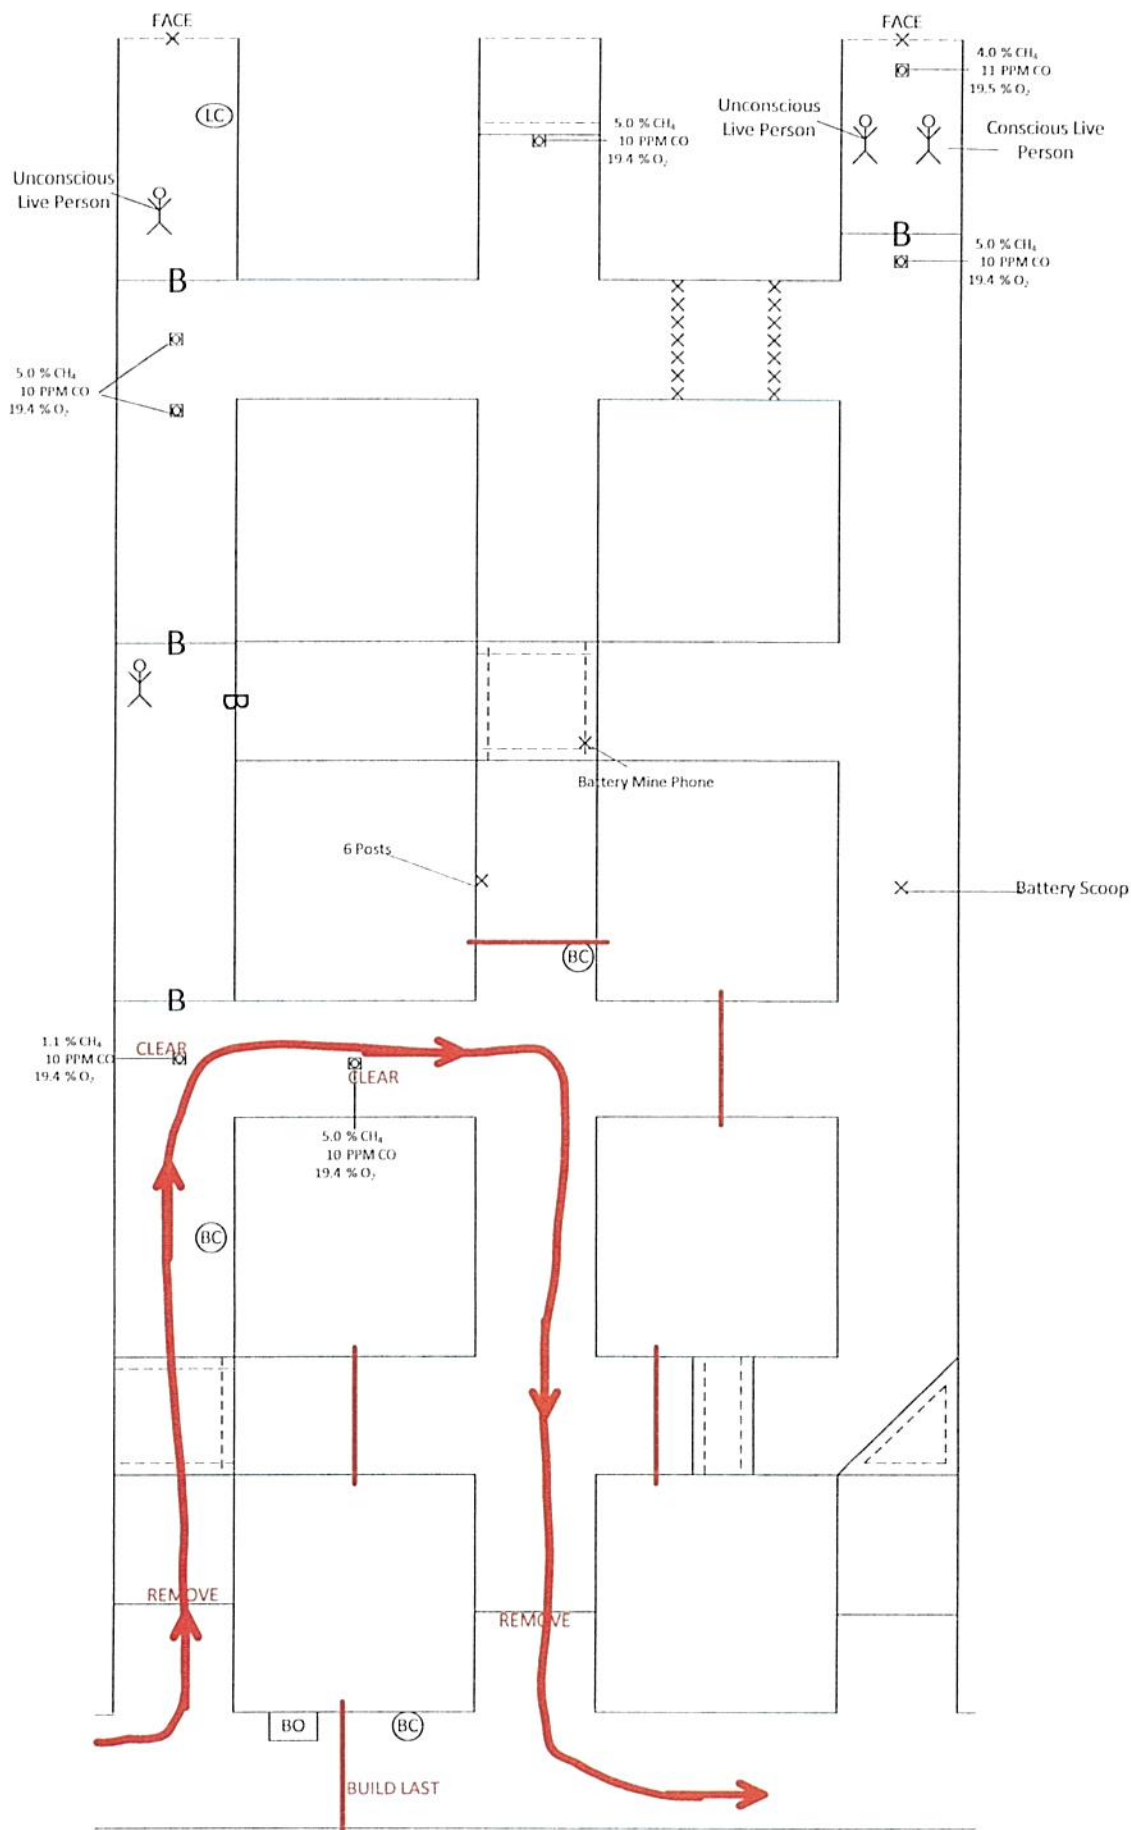 FACE
FACE
4.0 % CH₄
11 PPM CO
19.5 % O₂
LC
Unconscious
Live Person
Conscious Live
Person
5.0 % CH₄
10 PPM CO
19.4 % O₂
Unconscious
Live Person
B
5.0 % CH₄
10 PPM CO
19.4 % O₂
B
5.0 % CH₄
10 PPM CO
19.4 % O₂
B
B
Battery Mine Phone
6 Posts
Battery Scoop
BC
B
1.1 % CH₄
10 PPM CO
19.4 % O₂
CLEAR
CLEAR
5.0 % CH₄
10 PPM CO
19.4 % O₂
BC
REMOVE
REMOVE
BO
BC
BUILD LAST